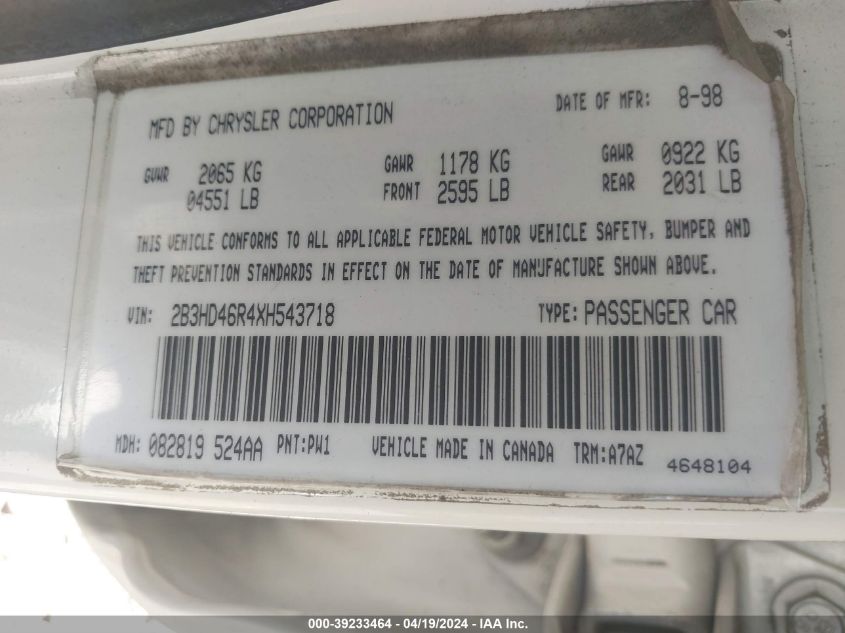 MFD BY CHRYSLER CORPORATION DATE OF MFR: 8-98
GVWR 2065 KG GAWR 1178 KG GAWR 0922 KG
04551 LB FRONT 2595 LB REAR 2031 LB
THIS VEHICLE CONFORMS TO ALL APPLICABLE FEDERAL MOTOR VEHICLE SAFETY, BUMPER AND
THEFT PREVENTION STANDARDS IN EFFECT ON THE DATE OF MANUFACTURE SHOWN ABOVE.
VIN: 2B3HD46R4XH543718 TYPE: PASSENGER CAR
MDH: 082819 524AA PNT:PW1 VEHICLE MADE IN CANADA TRM:A7AZ 4648104
000-39233464 - 04/19/2024 - IAA Inc.